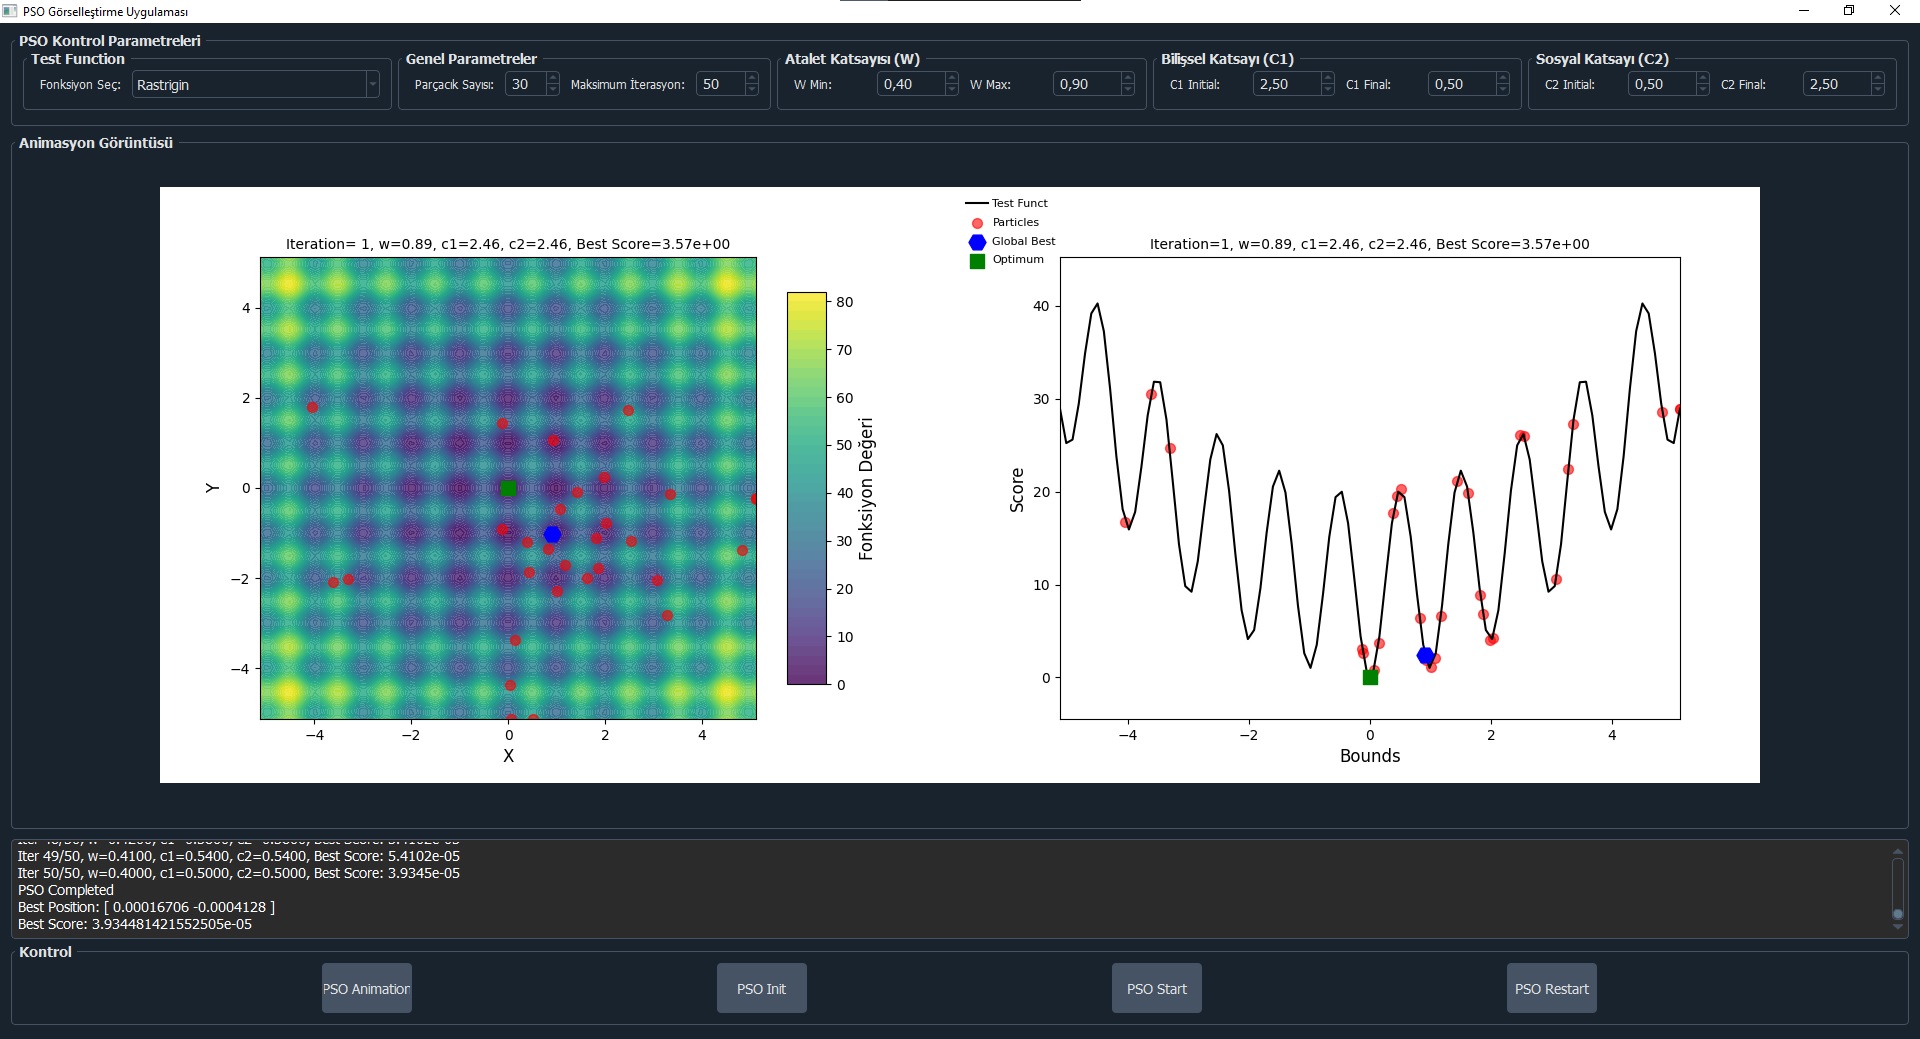 PSO Görselleştirme Uygulaması
PSO Kontrol Parametreleri
Test Function
Fonksiyon Seç: Rastrigin
Genel Parametreler
Parçacık Sayısı: 30 Maksimum İterasyon: 50
Atalet Katsayısı (W)
W Min: 0,40 W Max: 0,90
Bilişsel Katsayı (C1)
C1 Initial: 2,50 C1 Final: 0,50
Sosyal Katsayı (C2)
C2 Initial: 0,50 C2 Final: 2,50
Animasyon Görüntüsü
Iteration= 1, w=0.89, c1=2.46, c2=2.46, Best Score=3.57e+00
4
2
0
−2
−4
Y
−4 −2 0 2 4
X
80
70
60
50
40
30
20
10
0
Fonksiyon Değeri
Test Funct
Particles
Global Best
Optimum
Iteration=1, w=0.89, c1=2.46, c2=2.46, Best Score=3.57e+00
40
30
20
10
0
Score
−4 −2 0 2 4
Bounds
Iter 49/50, w=0.4100, c1=0.5400, c2=0.5400, Best Score: 5.4102e-05
Iter 50/50, w=0.4000, c1=0.5000, c2=0.5000, Best Score: 3.9345e-05
PSO Completed
Best Position: [ 0.00016706 -0.0004128 ]
Best Score: 3.934481421552505e-05
Kontrol
PSO Animation
PSO Init
PSO Start
PSO Restart